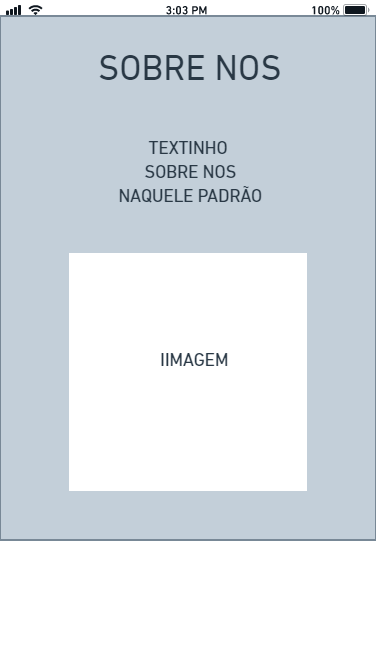 3:03 PM 100%
SOBRE NOS
TEXTINHO
SOBRE NOS
NAQUELE PADRÃO
IIMAGEM